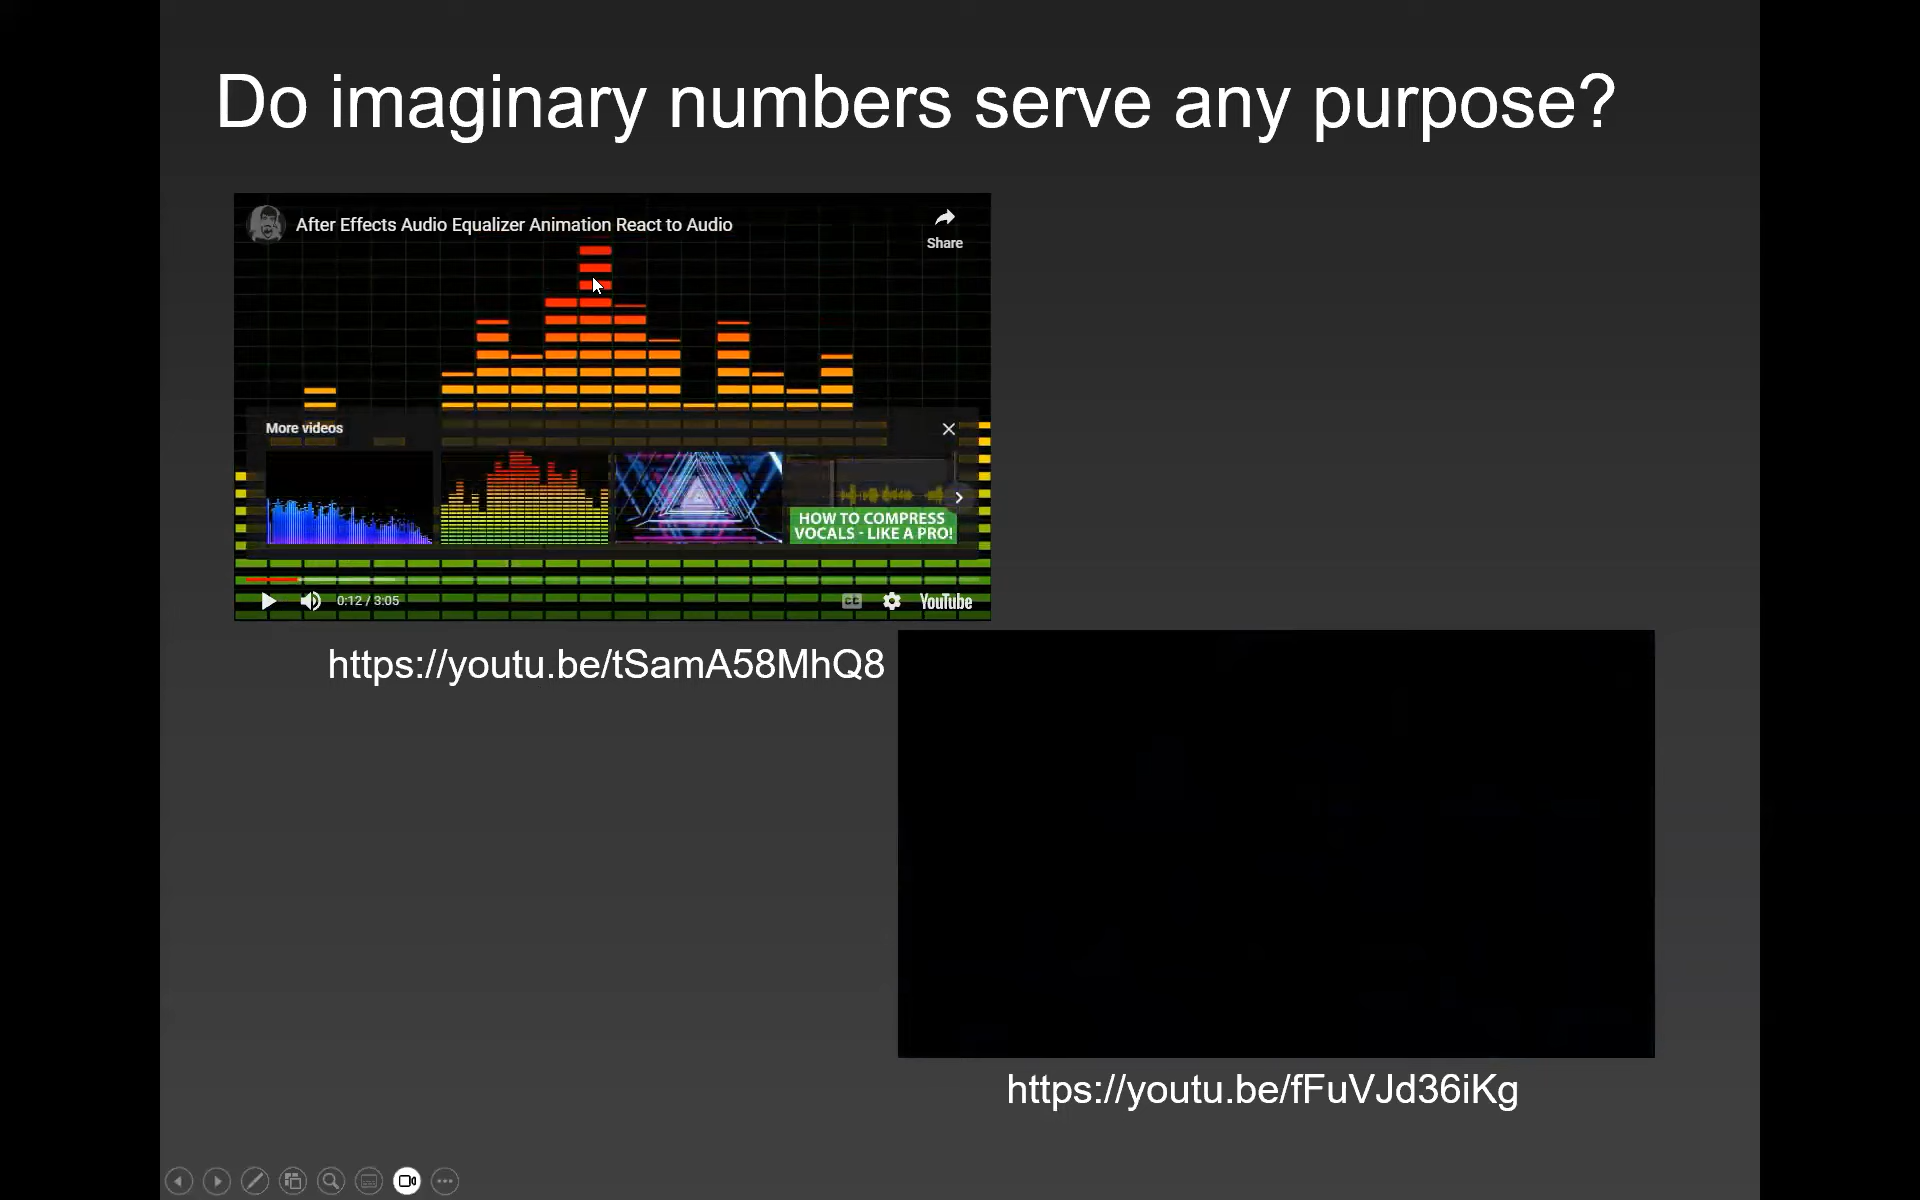 Do imaginary numbers serve any purpose?
After Effects Audio Equalizer Animation React to Audio
Share
More videos
HOW TO COMPRESS
VOCALS - LIKE A PRO!
0:12 / 3:05
CC
YouTube
https://youtu.be/tSamA58MhQ8
https://youtu.be/fFuVJd36iKg